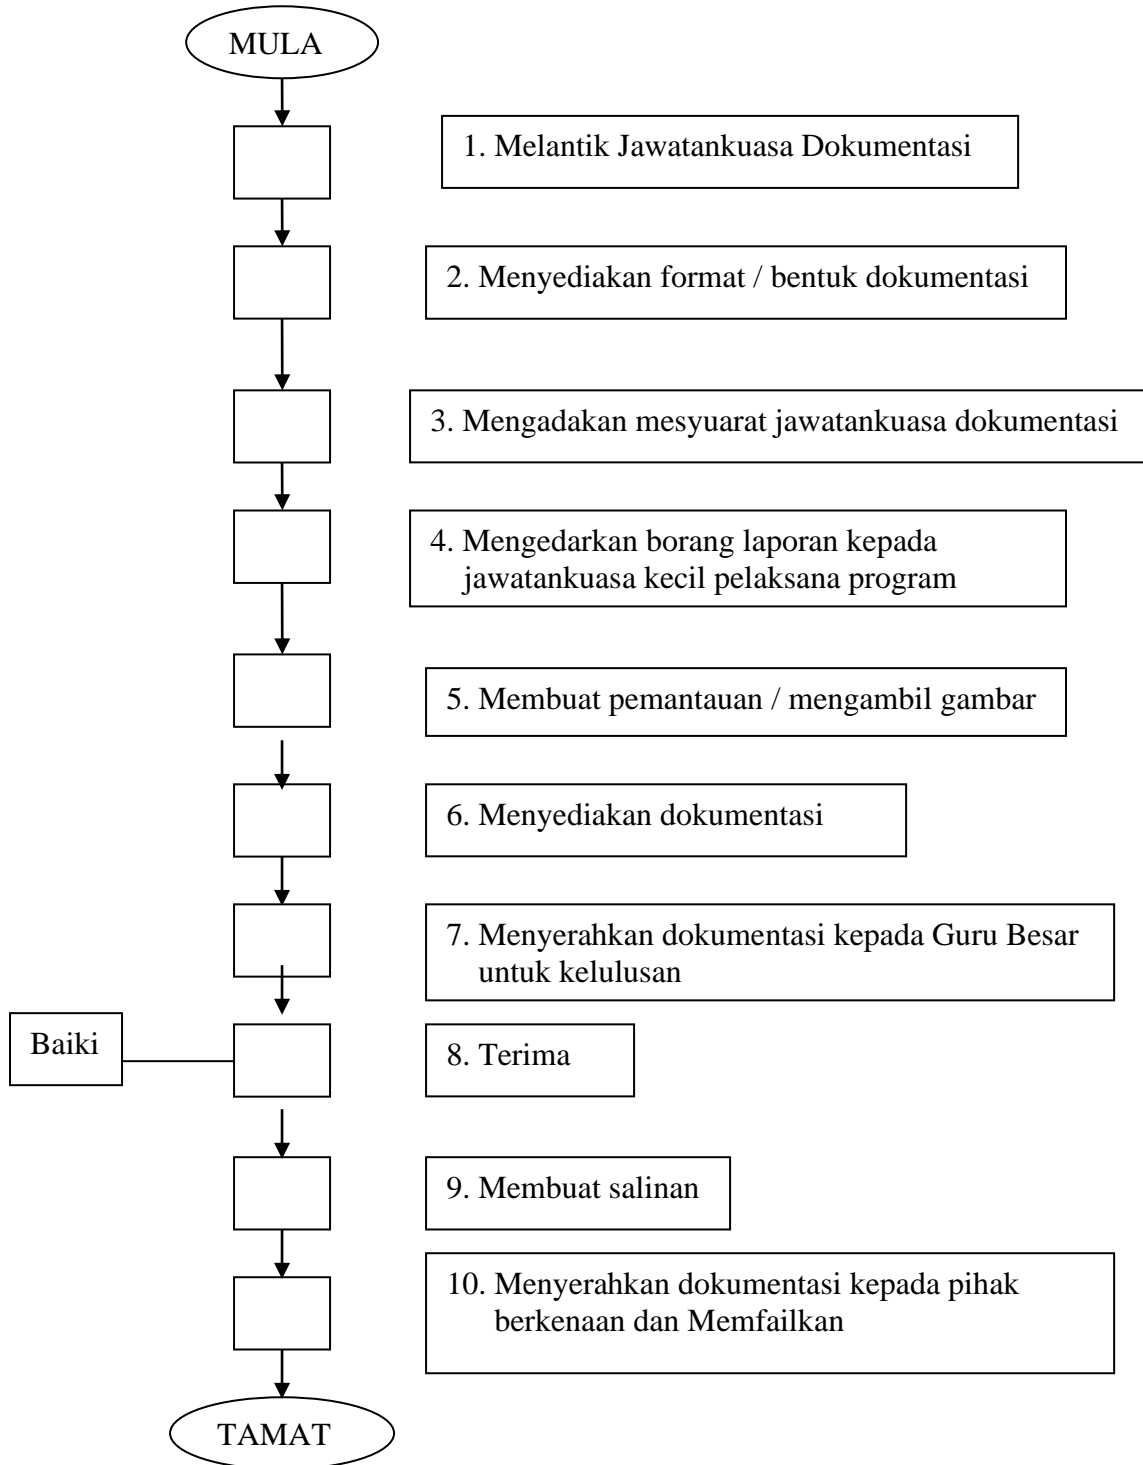 MULA
1. Melantik Jawatankuasa Dokumentasi
2. Menyediakan format / bentuk dokumentasi
3. Mengadakan mesyuarat jawatankuasa dokumentasi
4. Mengedarkan borang laporan kepada
jawatankuasa kecil pelaksana program
5. Membuat pemantauan / mengambil gambar
6. Menyediakan dokumentasi
7. Menyerahkan dokumentasi kepada Guru Besar
untuk kelulusan
Baiki
8. Terima
9. Membuat salinan
10. Menyerahkan dokumentasi kepada pihak
berkenaan dan Memfailkan
TAMAT